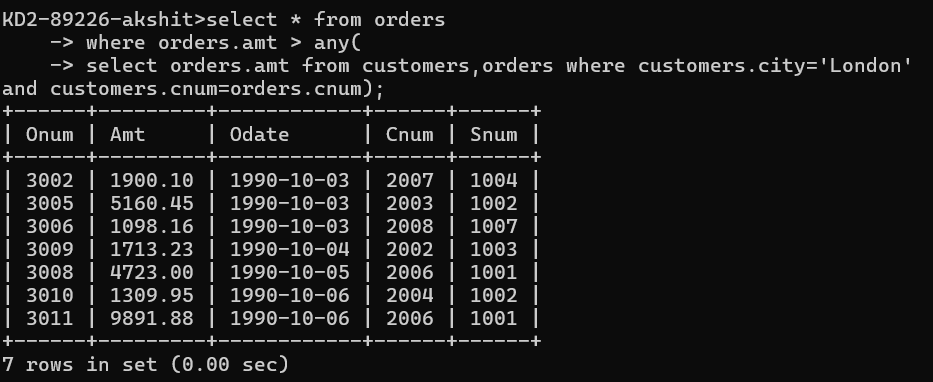 KD2-89226-akshit>select * from orders
    -> where orders.amt > any(
    -> select orders.amt from customers,orders where customers.city='London'
and customers.cnum=orders.cnum);
+------+---------+------------+------+------+
| Onum | Amt     | Odate      | Cnum | Snum |
+------+---------+------------+------+------+
| 3002 | 1900.10 | 1990-10-03 | 2007 | 1004 |
| 3005 | 5160.45 | 1990-10-03 | 2003 | 1002 |
| 3006 | 1098.16 | 1990-10-03 | 2008 | 1007 |
| 3009 | 1713.23 | 1990-10-04 | 2002 | 1003 |
| 3008 | 4723.00 | 1990-10-05 | 2006 | 1001 |
| 3010 | 1309.95 | 1990-10-06 | 2004 | 1002 |
| 3011 | 9891.88 | 1990-10-06 | 2006 | 1001 |
+------+---------+------------+------+------+
7 rows in set (0.00 sec)